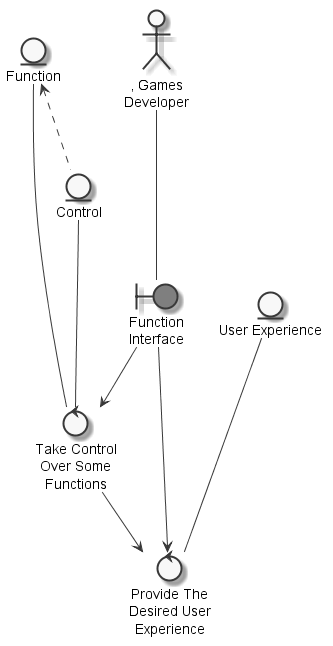 Function
, Games
Developer
Control
Function
Interface
User Experience
Take Control
Over Some
Functions
Provide The
Desired User
Experience